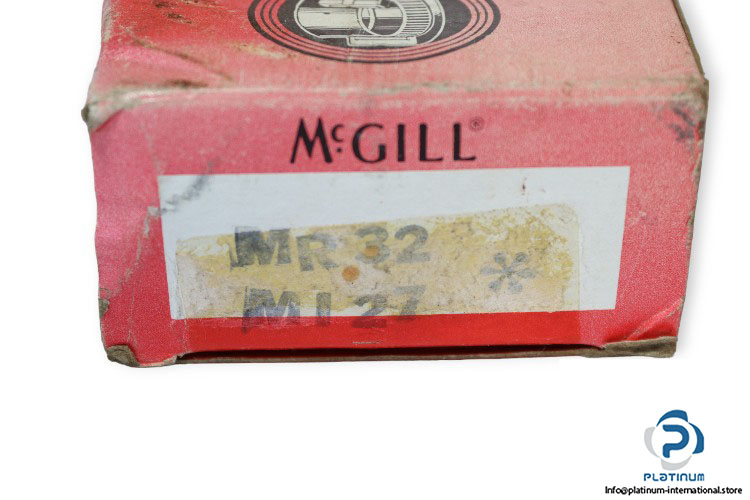 McGILL®
MR 32
MI 27 *
PLATINUM
Info@platinum-international.store